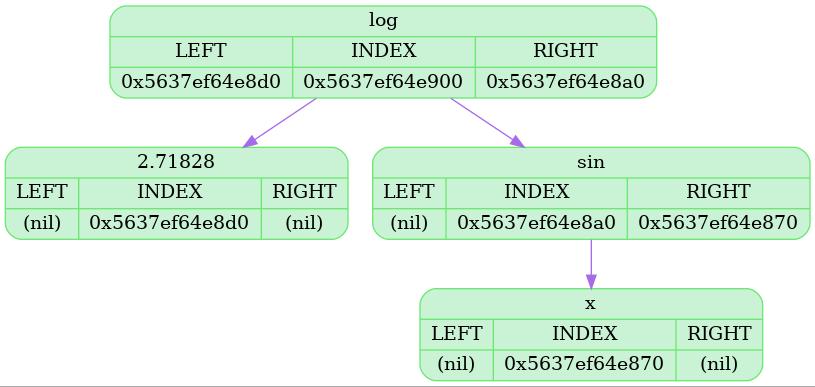 log
LEFT INDEX RIGHT
0x5637ef64e8d0 0x5637ef64e900 0x5637ef64e8a0
2.71828
LEFT INDEX RIGHT
(nil) 0x5637ef64e8d0 (nil)
sin
LEFT INDEX RIGHT
(nil) 0x5637ef64e8a0 0x5637ef64e870
x
LEFT INDEX RIGHT
(nil) 0x5637ef64e870 (nil)